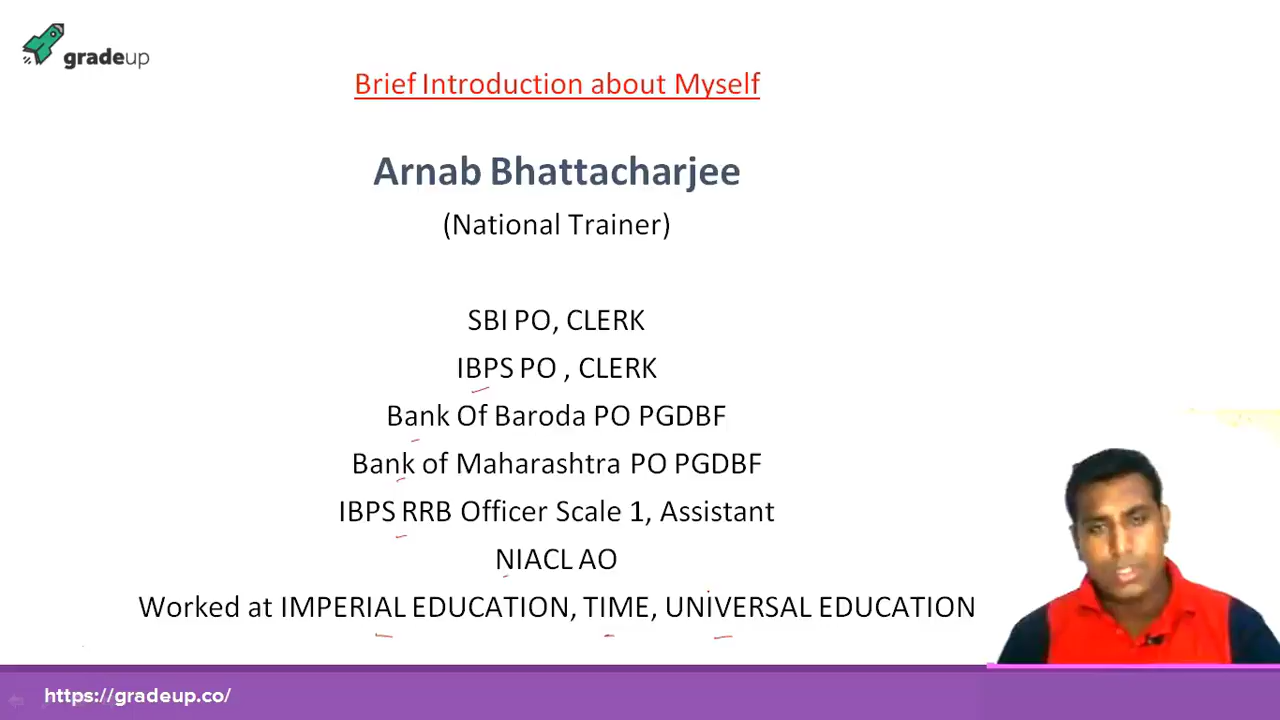 gradeup
Brief Introduction about Myself
Arnab Bhattacharjee
(National Trainer)
SBI PO, CLERK
IBPS PO , CLERK
Bank Of Baroda PO PGDBF
Bank of Maharashtra PO PGDBF
IBPS RRB Officer Scale 1, Assistant
NIACL AO
Worked at IMPERIAL EDUCATION, TIME, UNIVERSAL EDUCATION
https://gradeup.co/